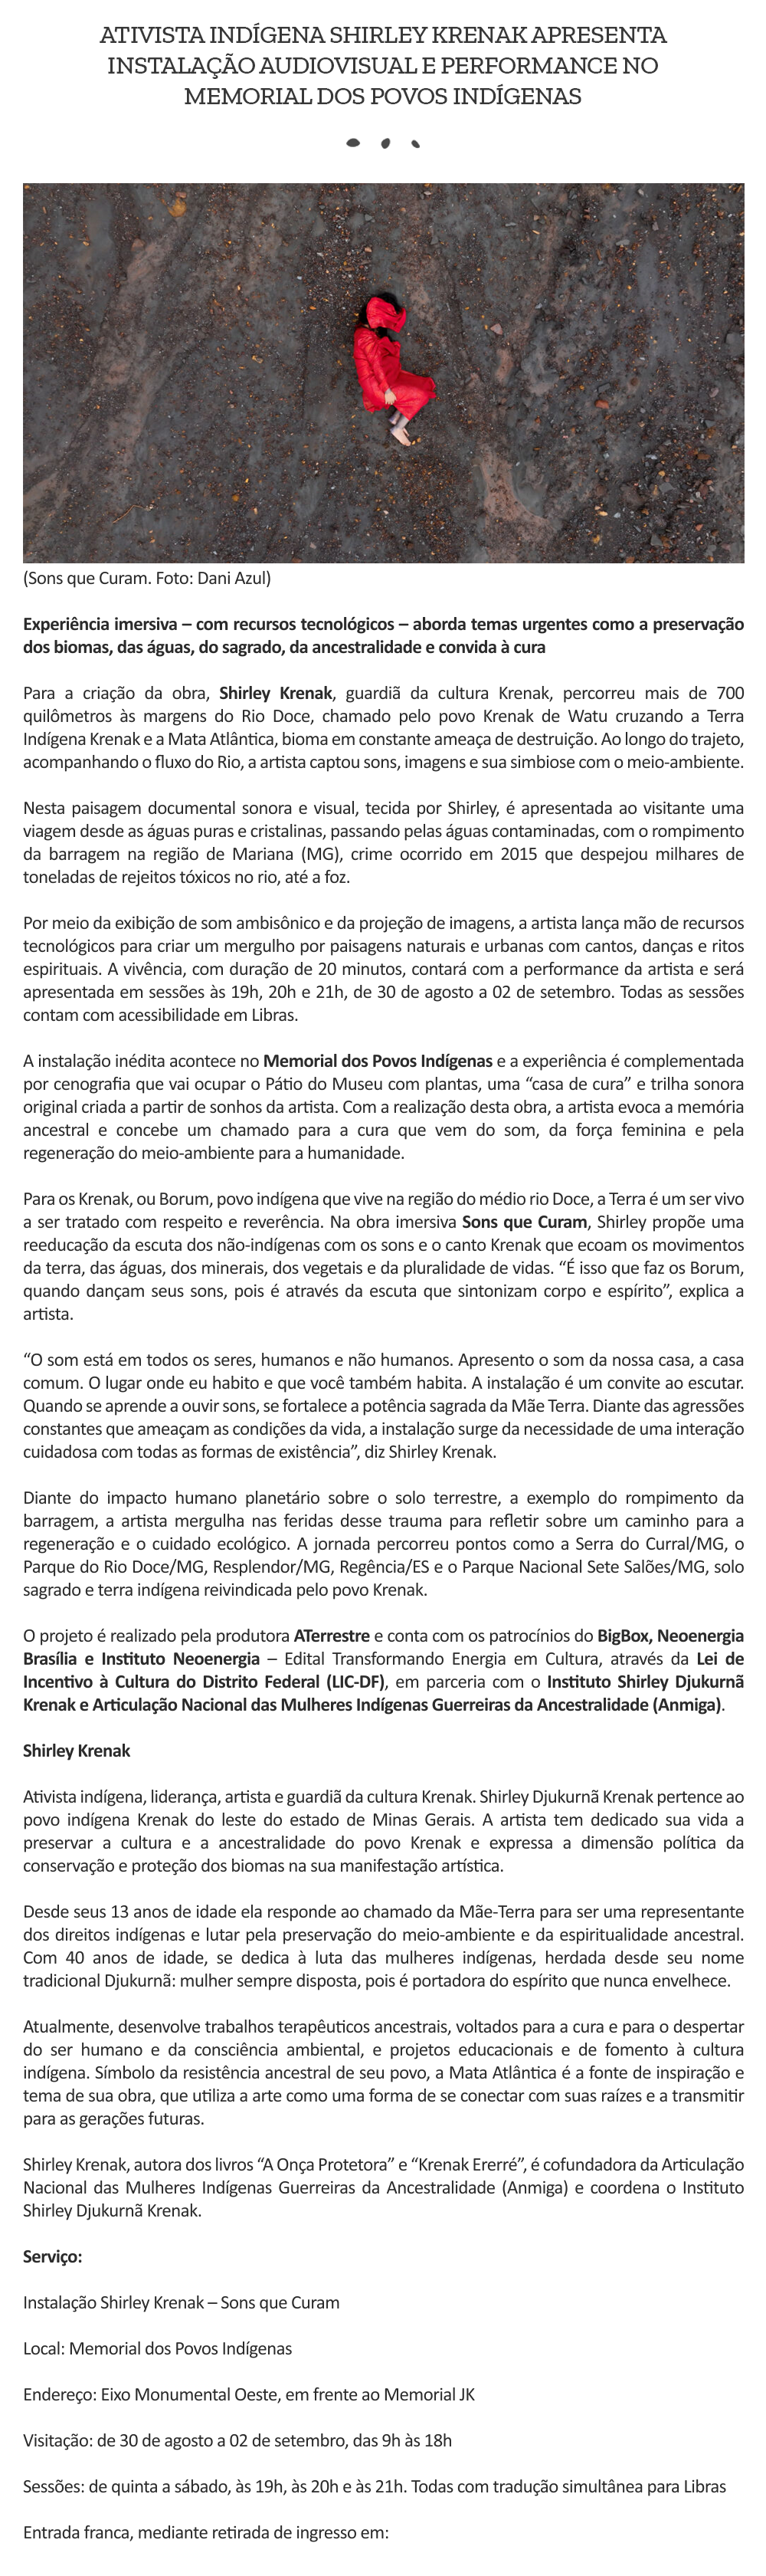 ATIVISTA INDÍGENA SHIRLEY KRENAK APRESENTA
INSTALAÇÃO AUDIOVISUAL E PERFORMANCE NO
MEMORIAL DOS POVOS INDÍGENAS
(Sons que Curam. Foto: Dani Azul)
Experiência imersiva – com recursos tecnológicos – aborda temas urgentes como a preservação
dos biomas, das águas, do sagrado, da ancestralidade e convida à cura
Para a criação da obra, Shirley Krenak, guardiã da cultura Krenak, percorreu mais de 700
quilômetros às margens do Rio Doce, chamado pelo povo Krenak de Watu cruzando a Terra
Indígena Krenak e a Mata Atlântica, bioma em constante ameaça de destruição. Ao longo do trajeto,
acompanhando o fluxo do Rio, a artista captou sons, imagens e sua simbiose com o meio-ambiente.
Nesta paisagem documental sonora e visual, tecida por Shirley, é apresentada ao visitante uma
viagem desde as águas puras e cristalinas, passando pelas águas contaminadas, com o rompimento
da barragem na região de Mariana (MG), crime ocorrido em 2015 que despejou milhares de
toneladas de rejeitos tóxicos no rio, até a foz.
Por meio da exibição de som ambisônico e da projeção de imagens, a artista lança mão de recursos
tecnológicos para criar um mergulho por paisagens naturais e urbanas com cantos, danças e ritos
espirituais. A vivência, com duração de 20 minutos, contará com a performance da artista e será
apresentada em sessões às 19h, 20h e 21h, de 30 de agosto a 02 de setembro. Todas as sessões
contam com acessibilidade em Libras.
A instalação inédita acontece no Memorial dos Povos Indígenas e a experiência é complementada
por cenografia que vai ocupar o Pátio do Museu com plantas, uma “casa de cura” e trilha sonora
original criada a partir de sonhos da artista. Com a realização desta obra, a artista evoca a memória
ancestral e concebe um chamado para a cura que vem do som, da força feminina e pela
regeneração do meio-ambiente para a humanidade.
Para os Krenak, ou Borum, povo indígena que vive na região do médio rio Doce, a Terra é um ser vivo
a ser tratado com respeito e reverência. Na obra imersiva Sons que Curam, Shirley propõe uma
reeducação da escuta dos não-indígenas com os sons e o canto Krenak que ecoam os movimentos
da terra, das águas, dos minerais, dos vegetais e da pluralidade de vidas. “É isso que faz os Borum,
quando dançam seus sons, pois é através da escuta que sintonizam corpo e espírito”, explica a
artista.
“O som está em todos os seres, humanos e não humanos. Apresento o som da nossa casa, a casa
comum. O lugar onde eu habito e que você também habita. A instalação é um convite ao escutar.
Quando se aprende a ouvir sons, se fortalece a potência sagrada da Mãe Terra. Diante das agressões
constantes que ameaçam as condições da vida, a instalação surge da necessidade de uma interação
cuidadosa com todas as formas de existência”, diz Shirley Krenak.
Diante do impacto humano planetário sobre o solo terrestre, a exemplo do rompimento da
barragem, a artista mergulha nas feridas desse trauma para refletir sobre um caminho para a
regeneração e o cuidado ecológico. A jornada percorreu pontos como a Serra do Curral/MG, o
Parque do Rio Doce/MG, Resplendor/MG, Regência/ES e o Parque Nacional Sete Salões/MG, solo
sagrado e terra indígena reivindicada pelo povo Krenak.
O projeto é realizado pela produtora ATerrestre e conta com os patrocínios do BigBox, Neoenergia
Brasília e Instituto Neoenergia – Edital Transformando Energia em Cultura, através da Lei de
Incentivo à Cultura do Distrito Federal (LIC-DF), em parceria com o Instituto Shirley Djukurnã
Krenak e Articulação Nacional das Mulheres Indígenas Guerreiras da Ancestralidade (Anmiga).
Shirley Krenak
Ativista indígena, liderança, artista e guardiã da cultura Krenak. Shirley Djukurnã Krenak pertence ao
povo indígena Krenak do leste do estado de Minas Gerais. A artista tem dedicado sua vida a
preservar a cultura e a ancestralidade do povo Krenak e expressa a dimensão política da
conservação e proteção dos biomas na sua manifestação artística.
Desde seus 13 anos de idade ela responde ao chamado da Mãe-Terra para ser uma representante
dos direitos indígenas e lutar pela preservação do meio-ambiente e da espiritualidade ancestral.
Com 40 anos de idade, se dedica à luta das mulheres indígenas, herdada desde seu nome
tradicional Djukurnã: mulher sempre disposta, pois é portadora do espírito que nunca envelhece.
Atualmente, desenvolve trabalhos terapêuticos ancestrais, voltados para a cura e para o despertar
do ser humano e da consciência ambiental, e projetos educacionais e de fomento à cultura
indígena. Símbolo da resistência ancestral de seu povo, a Mata Atlântica é a fonte de inspiração e
tema de sua obra, que utiliza a arte como uma forma de se conectar com suas raízes e a transmitir
para as gerações futuras.
Shirley Krenak, autora dos livros “A Onça Protetora” e “Krenak Ererré”, é cofundadora da Articulação
Nacional das Mulheres Indígenas Guerreiras da Ancestralidade (Anmiga) e coordena o Instituto
Shirley Djukurnã Krenak.
Serviço:
Instalação Shirley Krenak – Sons que Curam
Local: Memorial dos Povos Indígenas
Endereço: Eixo Monumental Oeste, em frente ao Memorial JK
Visitação: de 30 de agosto a 02 de setembro, das 9h às 18h
Sessões: de quinta a sábado, às 19h, às 20h e às 21h. Todas com tradução simultânea para Libras
Entrada franca, mediante retirada de ingresso em: